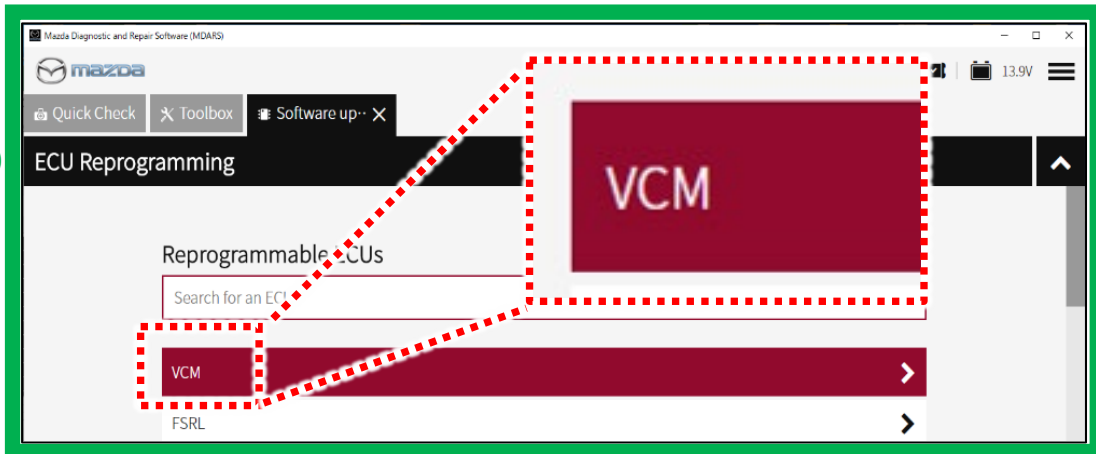 Mazda Diagnostic and Repair Software (MDARS)
mazda
13.9V
Quick Check
Toolbox
Software up··
ECU Reprogramming
VCM
Reprogrammable ECUs
Search for an EC
VCM
FSRL